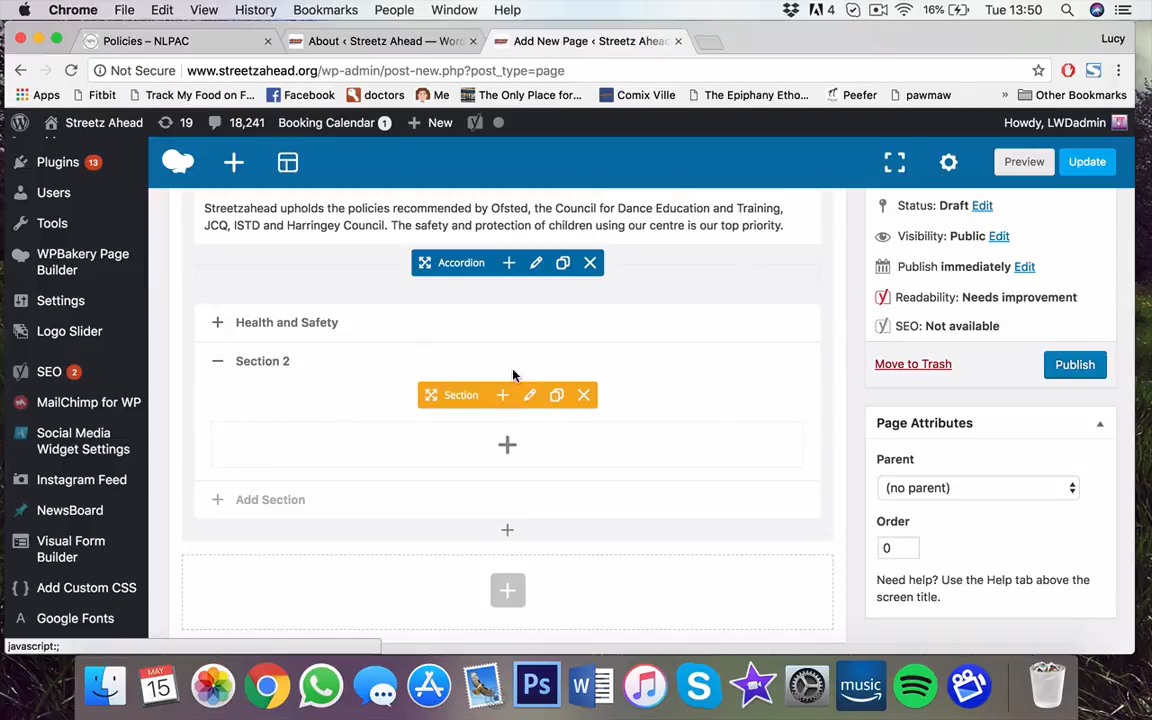 Chrome File Edit View History Bookmarks People Window Help 4 16% Tue 13:50
Policies – NLPAC × About ‹ Streetz Ahead — Wor × Add New Page ‹ Streetz Ahea × Lucy
Not Secure www.streetzahead.org/wp-admin/post-new.php?post_type=page
Apps Fitbit Track My Food on F... Facebook doctors Me The Only Place for... Comix Ville The Epiphany Etho... Peefer pawmaw » Other Bookmarks
Streetz Ahead 19 18,241 Booking Calendar 1 + New Howdy, LWDadmin
Plugins 13
Users
Tools
WPBakery Page
Builder
Settings
Logo Slider
SEO 2
MailChimp for WP
Social Media
Widget Settings
Instagram Feed
NewsBoard
Visual Form
Builder
Add Custom CSS
Google Fonts
javascript:;
Preview Update
Streetzahead upholds the policies recommended by Ofsted, the Council for Dance Education and Training,
JCQ, ISTD and Harringey Council. The safety and protection of children using our centre is our top priority.
Accordion
Health and Safety
Section 2
Section
Add Section
Status: Draft Edit
Visibility: Public Edit
Publish immediately Edit
Readability: Needs improvement
SEO: Not available
Move to Trash Publish
Page Attributes
Parent
(no parent)
Order
0
Need help? Use the Help tab above the
screen title.
MAY
15
Ps W music